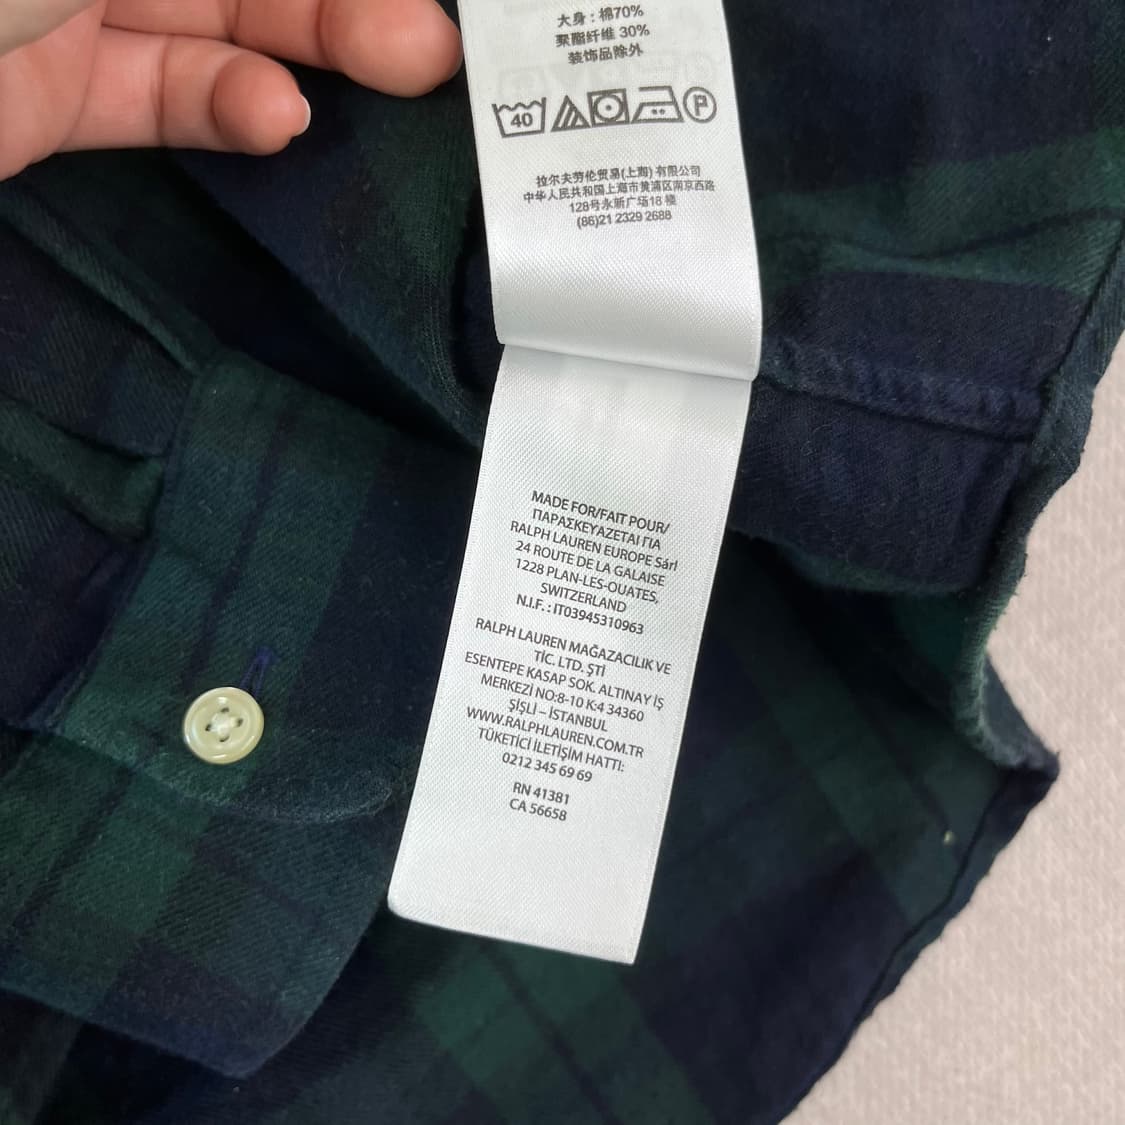 大身：棉70%
聚酯纤维 30%
装饰品除外
40
P
拉尔夫劳伦贸易(上海) 有限公司
中华人民共和国上海市黄浦区南京西路
128号永新广场18 楼
(86)21 2329 2688
MADE FOR/FAIT POUR/
ΠΑΡΑΣΚΕΥΑΖΕΤΑΙ ΓΙΑ
RALPH LAUREN EUROPE Sárl
24 ROUTE DE LA GALAISE
1228 PLAN-LES-OUATES,
SWITZERLAND
N.I.F. : IT03945310963
RALPH LAUREN MAĞAZACILIK VE
TİC. LTD. ŞTİ
ESENTEPE KASAP SOK. ALTINAY İŞ
MERKEZİ NO:8-10 K:4 34360
ŞİŞLİ – İSTANBUL
WWW.RALPHLAUREN.COM.TR
TÜKETİCİ İLETİŞİM HATTI:
0212 345 69 69
RN 41381
CA 56658